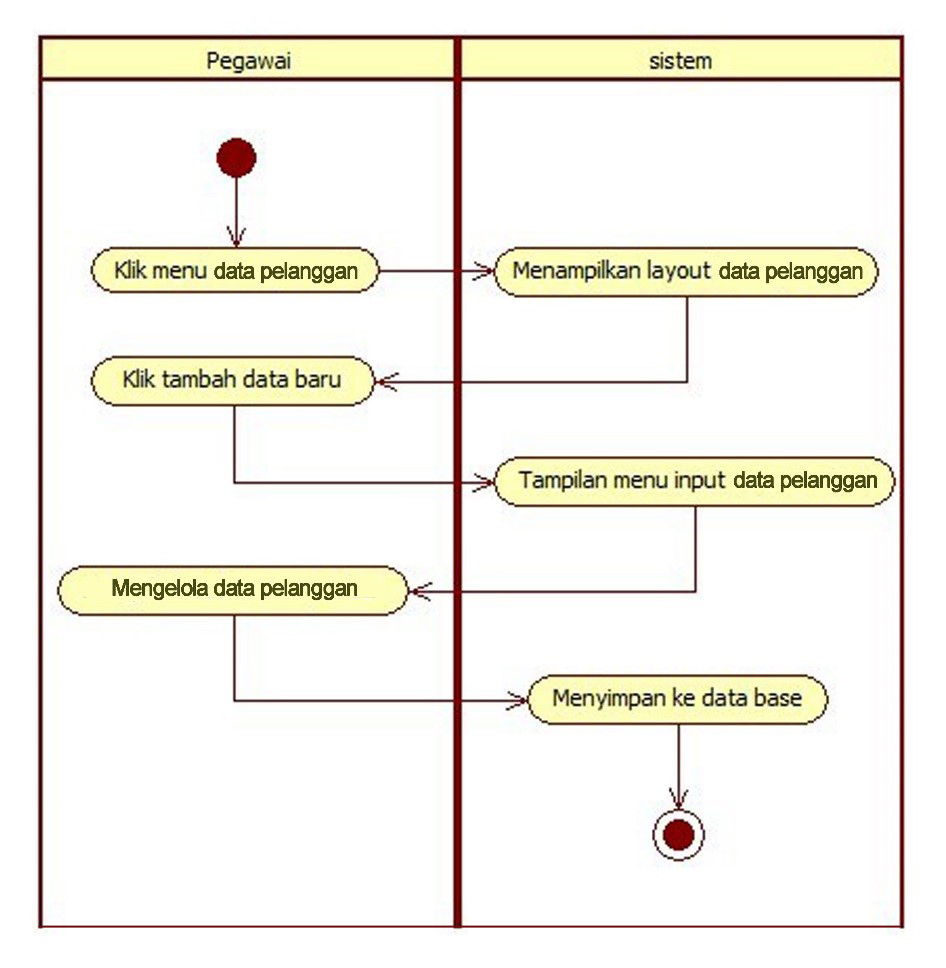 Pegawai
sistem
Klik menu data pelanggan
Menampilkan layout data pelanggan
Klik tambah data baru
Tampilan menu input data pelanggan
Mengelola data pelanggan
Menyimpan ke data base